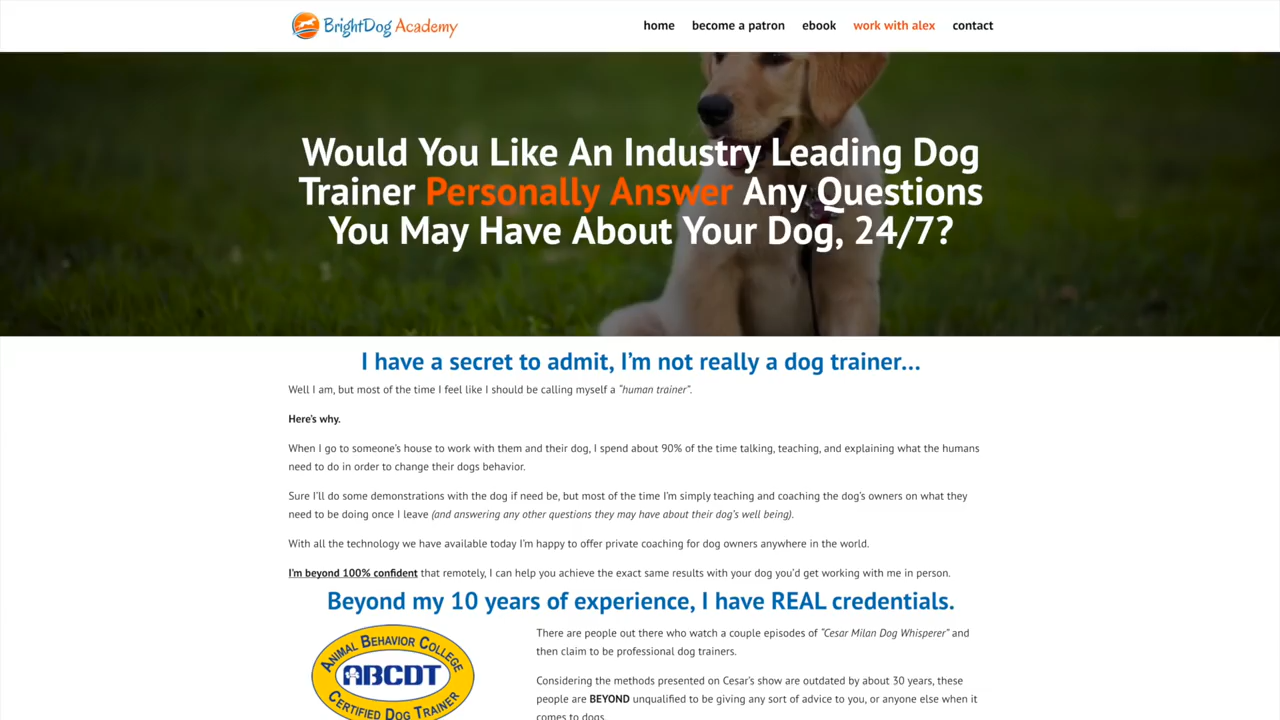 BrightDog Academy
home become a patron ebook work with alex contact
Would You Like An Industry Leading Dog
Trainer Personally Answer Any Questions
You May Have About Your Dog, 24/7?
I have a secret to admit, I'm not really a dog trainer...
Well I am, but most of the time I feel like I should be calling myself a "human trainer".
Here's why.
When I go to someone's house to work with them and their dog, I spend about 90% of the time talking, teaching, and explaining what the humans
need to do in order to change their dogs behavior.
Sure I'll do some demonstrations with the dog if need be, but most of the time I'm simply teaching and coaching the dog's owners on what they
need to be doing once I leave (and answering any other questions they may have about their dog's well being).
With all the technology we have available today I'm happy to offer private coaching for dog owners anywhere in the world.
I'm beyond 100% confident that remotely, I can help you achieve the exact same results with your dog you'd get working with me in person.
Beyond my 10 years of experience, I have REAL credentials.
ANIMAL BEHAVIOR COLLEGE
ABCDT
CERTIFIED DOG TRAINER
There are people out there who watch a couple episodes of "Cesar Milan Dog Whisperer" and
then claim to be professional dog trainers.
Considering the methods presented on Cesar's show are outdated by about 30 years, these
people are BEYOND unqualified to be giving any sort of advice to you, or anyone else when it
comes to dogs.